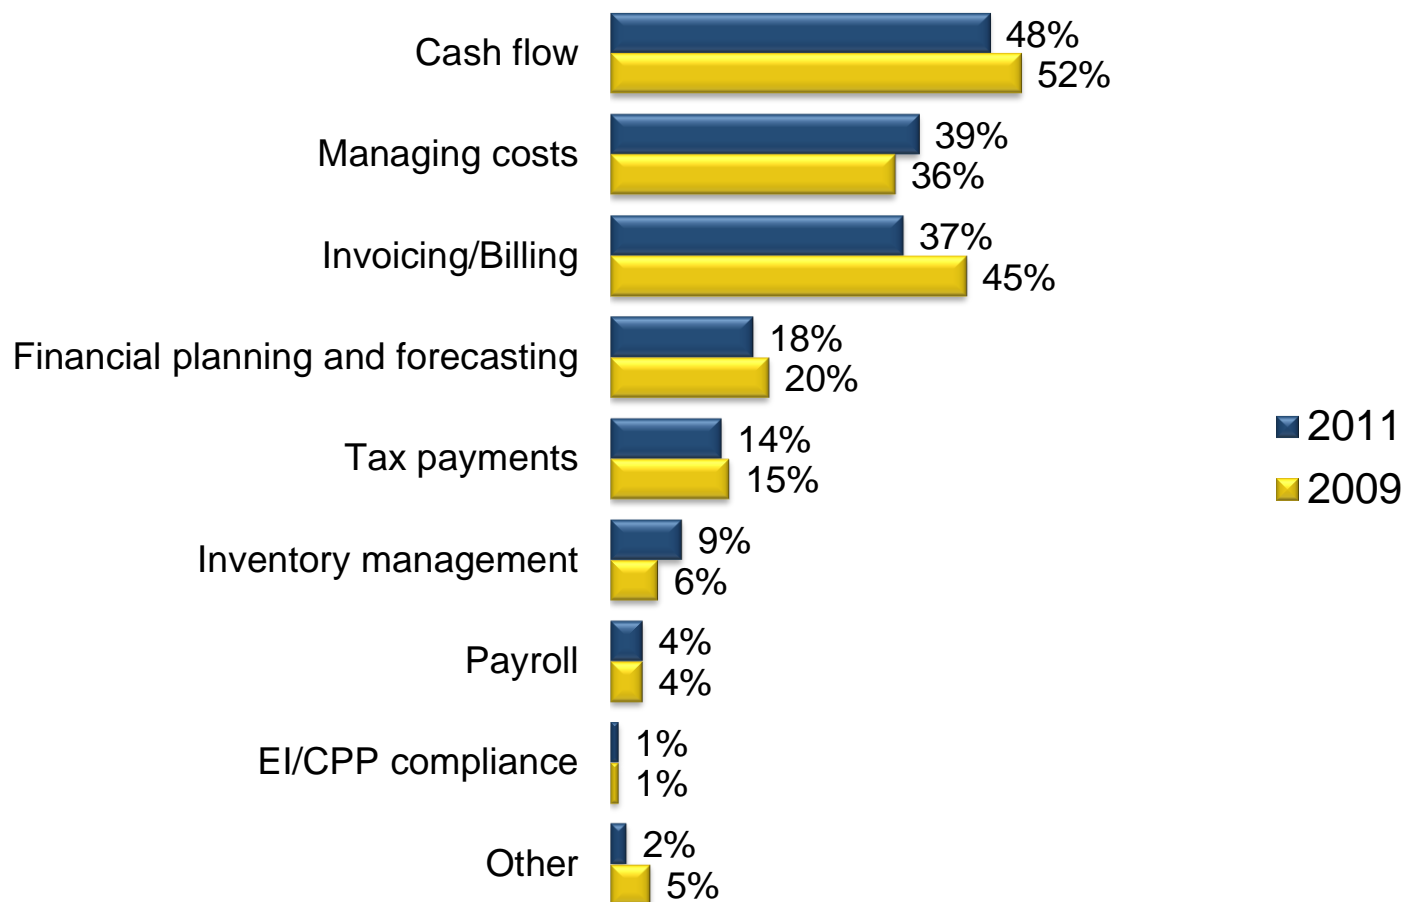 Cash flow
48%
52%
Managing costs
39%
36%
Invoicing/Billing
37%
45%
Financial planning and forecasting
18%
20%
Tax payments
14%
15%
Inventory management
9%
6%
Payroll
4%
4%
EI/CPP compliance
1%
1%
Other
2%
5%
2011
2009